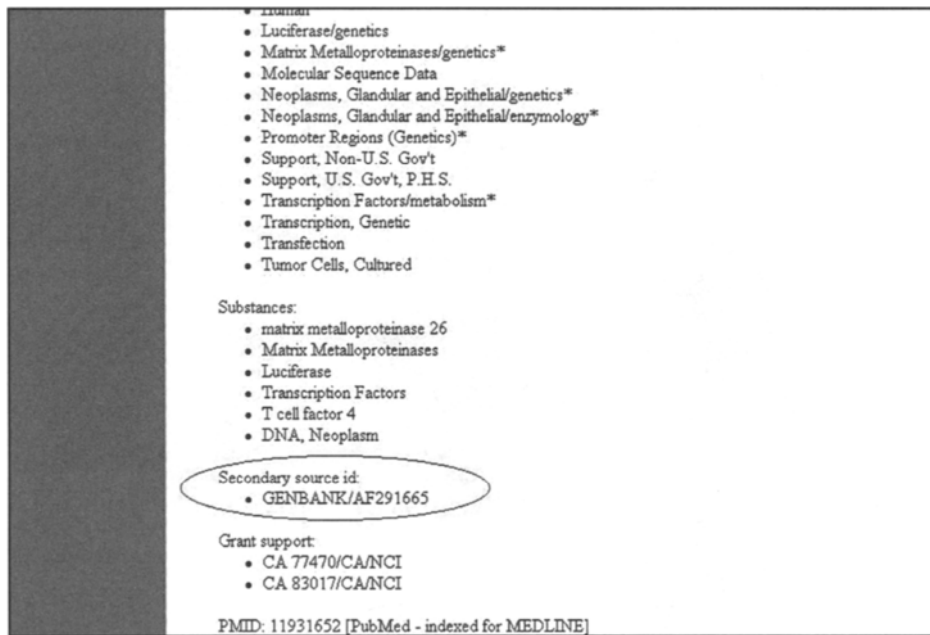 • Human
• Luciferase/genetics
• Matrix Metalloproteinases/genetics*
• Molecular Sequence Data
• Neoplasms, Glandular and Epithelial/genetics*
• Neoplasms, Glandular and Epithelial/enzymology*
• Promoter Regions (Genetics)*
• Support, Non-U.S. Gov't
• Support, U.S. Gov't, P.H.S.
• Transcription Factors/metabolism*
• Transcription, Genetic
• Transfection
• Tumor Cells, Cultured
Substances:
• matrix metalloproteinase 26
• Matrix Metalloproteinases
• Luciferase
• Transcription Factors
• T cell factor 4
• DNA, Neoplasm
Secondary source id:
• GENBANK/AF291665
Grant support:
• CA 77470/CA/NCI
• CA 83017/CA/NCI
PMID: 11931652 [PubMed - indexed for MEDLINE]